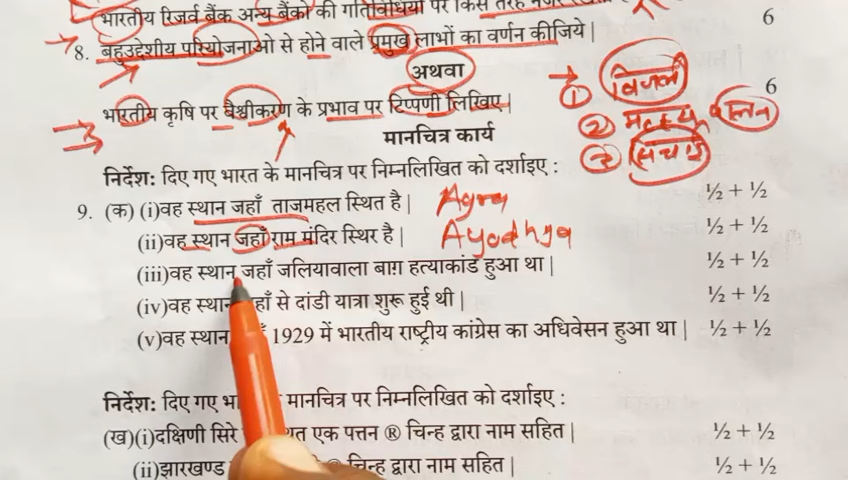 भारतीय रिजर्व बैंक अन्य बैंको की गतिविधियों पर किस तरह नजर
6
8. बहुउद्देशीय परियोजनाओ से होने वाले प्रमुख लाभों का वर्णन कीजिये |
अथवा
6
भारतीय कृषि पर वैश्वीकरण के प्रभाव पर टिप्पणी लिखिए |
① बिजली
② मत्स्य पालन
③ सिंचाई
मानचित्र कार्य
निर्देश: दिए गए भारत के मानचित्र पर निम्नलिखित को दर्शाइए :
9. (क) (i)वह स्थान जहाँ ताजमहल स्थित है | Agra ½ + ½
(ii)वह स्थान जहाँ राम मंदिर स्थिर है | Ayodhya ½ + ½
(iii)वह स्थान जहाँ जलियावाला बाग़ हत्याकांड हुआ था | ½ + ½
(iv)वह स्थान जहाँ से दांडी यात्रा शुरू हुई थी | ½ + ½
(v)वह स्थान 1929 में भारतीय राष्ट्रीय कांग्रेस का अधिवेसन हुआ था | ½ + ½
निर्देश: दिए गए मानचित्र पर निम्नलिखित को दर्शाइए :
(ख)(i)दक्षिणी सिरे एक पत्तन ® चिन्ह द्वारा नाम सहित | ½ + ½
(ii)झारखण्ड चिन्ह द्वारा नाम सहित | ½ + ½